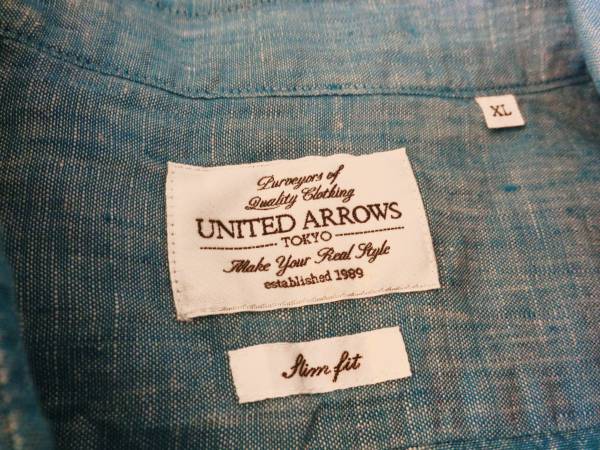 XL
Purveyors of
Quality Clothing
UNITED ARROWS
TOKYO
Make Your Real Style
established 1989
Slim fit